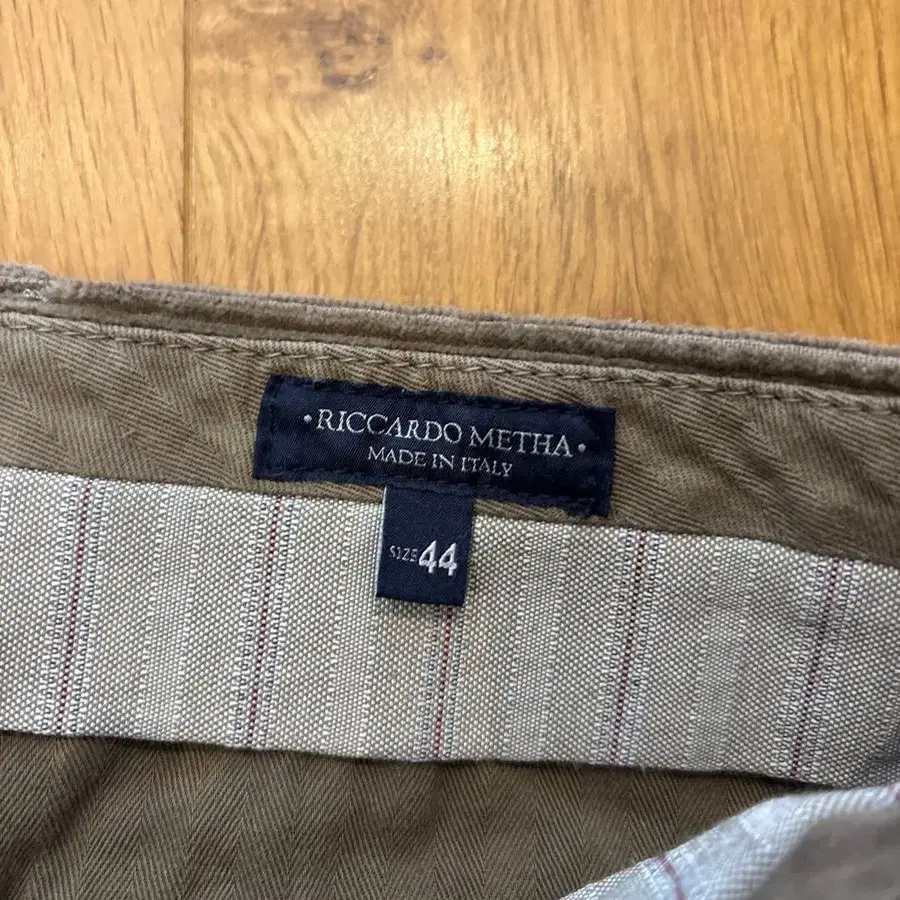 • RICCARDO METHA •
MADE IN ITALY
SIZE 44